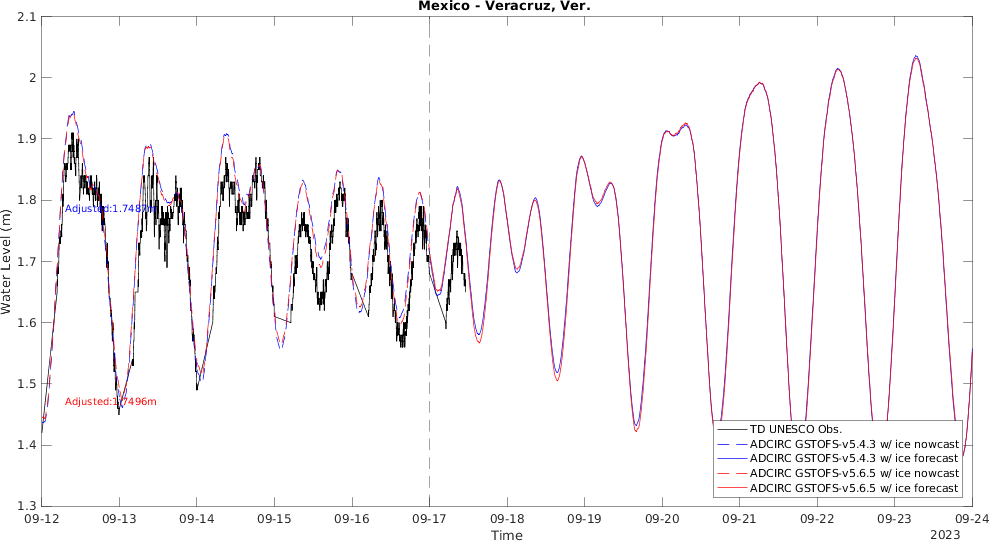 Mexico - Veracruz, Ver.
2.1
2
1.9
1.8
1.7
1.6
1.5
1.4
1.3
Water Level (m)
Adjusted:1.7496m
TD UNESCO Obs.
ADCIRC GSTOFS-v5.4.3 w/ ice nowcast
ADCIRC GSTOFS-v5.4.3 w/ ice forecast
ADCIRC GSTOFS-v5.6.5 w/ ice nowcast
ADCIRC GSTOFS-v5.6.5 w/ ice forecast
09-12 09-13 09-14 09-15 09-16 09-17 09-18 09-19 09-20 09-21 09-22 09-23 09-24
Time
2023